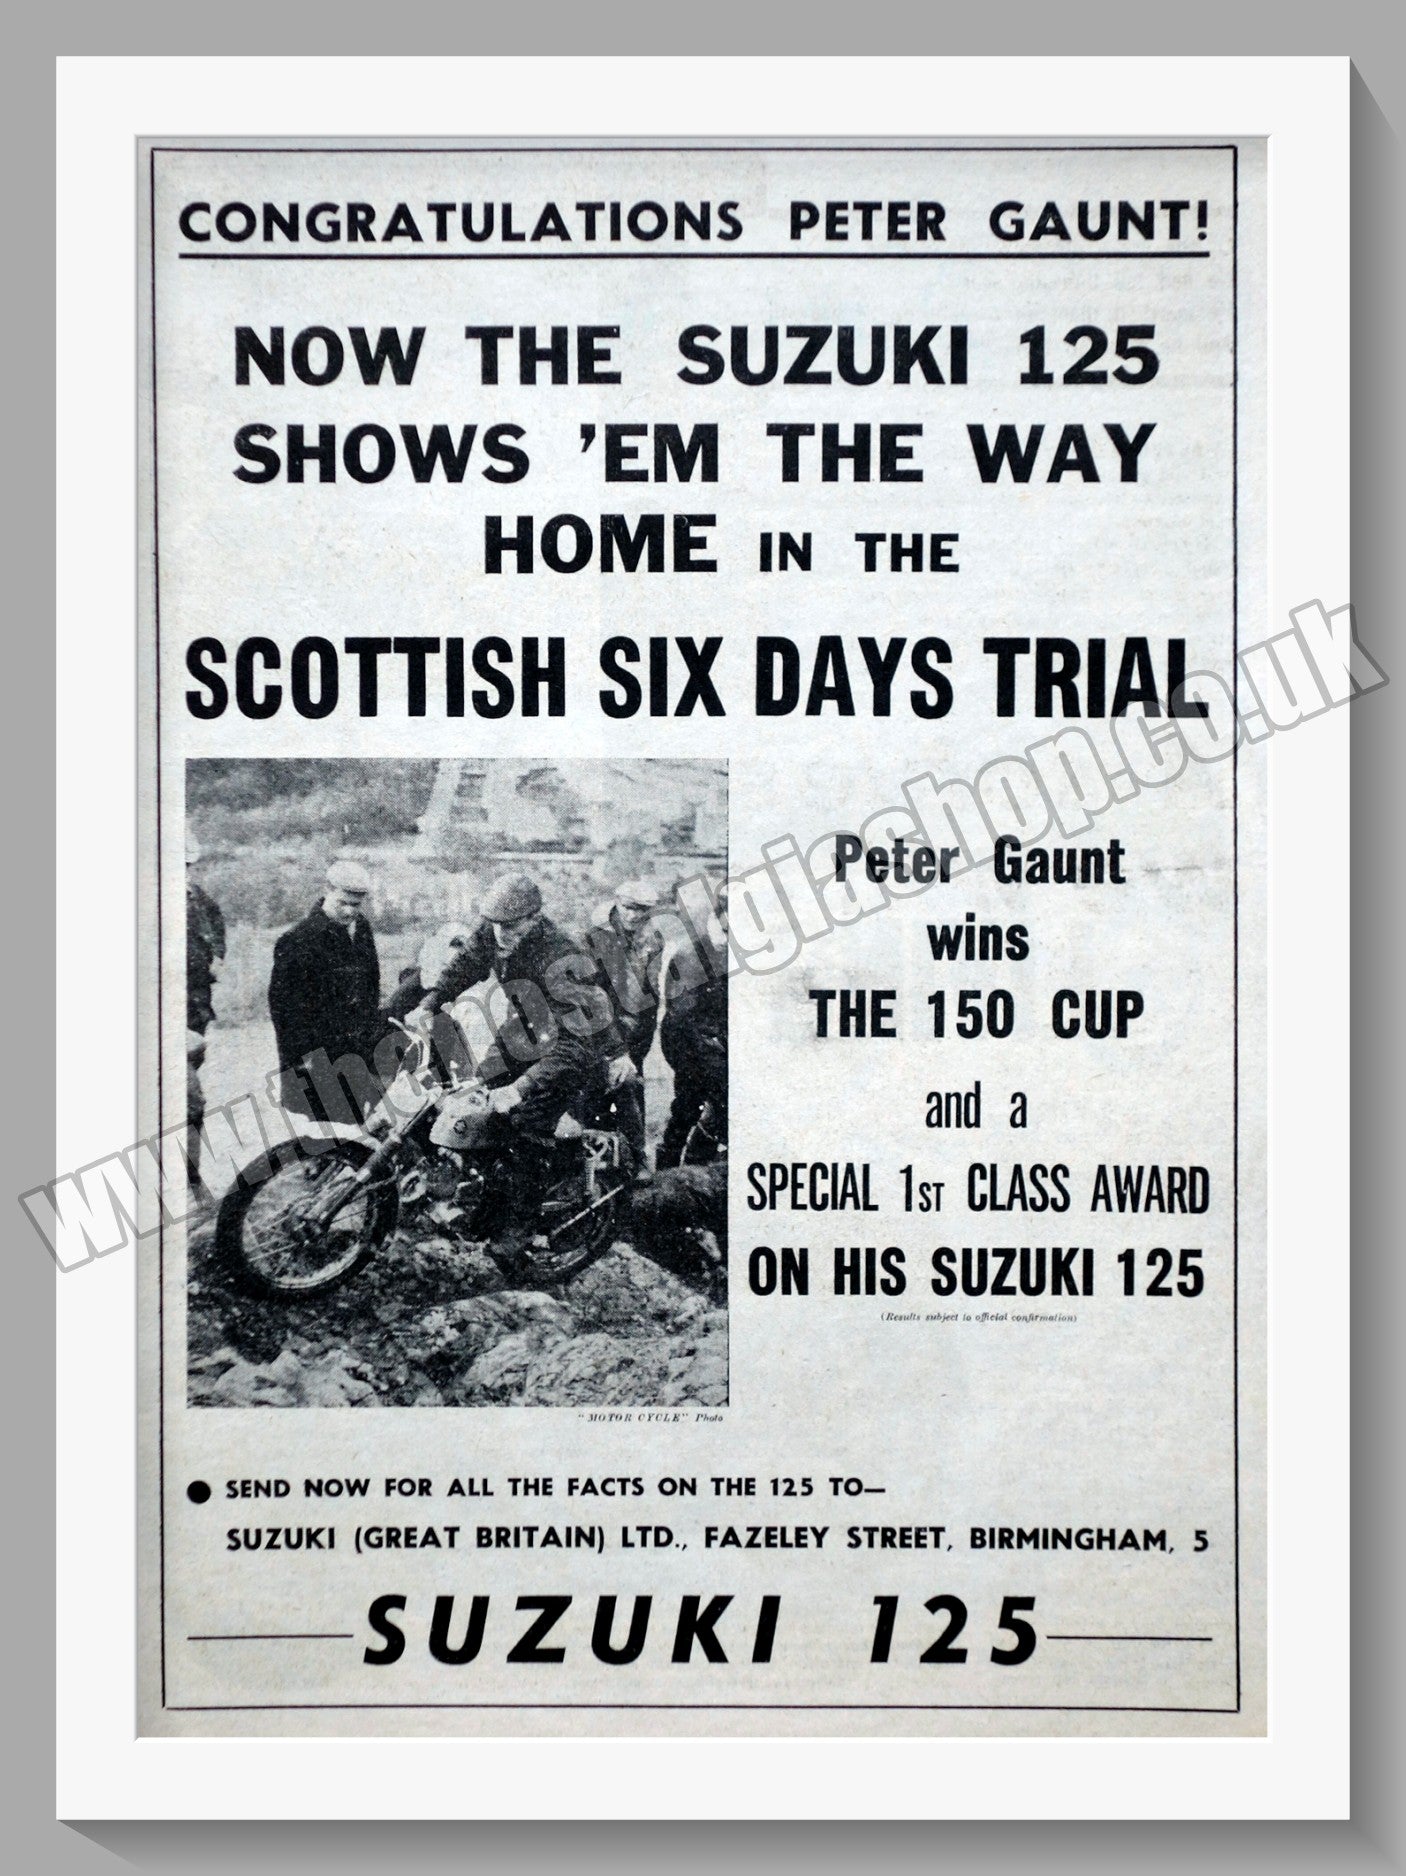 CONGRATULATIONS PETER GAUNT!
NOW THE SUZUKI 125
SHOWS 'EM THE WAY
HOME IN THE
SCOTTISH SIX DAYS TRIAL
Peter Gaunt
wins
THE 150 CUP
and a
SPECIAL 1ST CLASS AWARD
ON HIS SUZUKI 125
(Results subject to official confirmation)
"MOTOR CYCLE" Photo
● SEND NOW FOR ALL THE FACTS ON THE 125 TO—
SUZUKI (GREAT BRITAIN) LTD., FAZELEY STREET, BIRMINGHAM, 5
SUZUKI 125
www.thenostalgiashop.co.uk